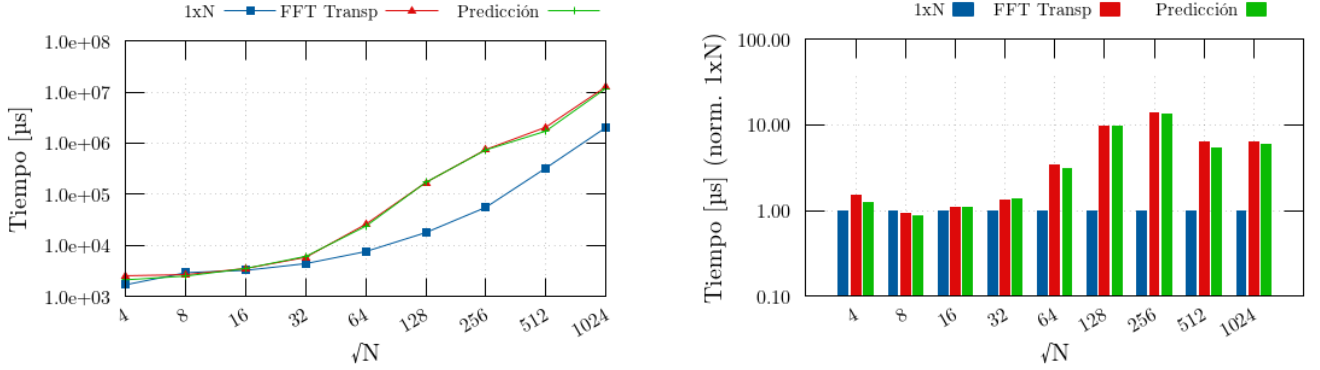 1xN FFT Transp Predicción
1.0e+08
1.0e+07
1.0e+06
1.0e+05
1.0e+04
1.0e+03
Tiempo [µs]
4 8 16 32 64 128 256 512 1024
√N
1xN FFT Transp Predicción
100.00
10.00
1.00
0.10
Tiempo [µs] (norm. 1xN)
4 8 16 32 64 128 256 512 1024
√N